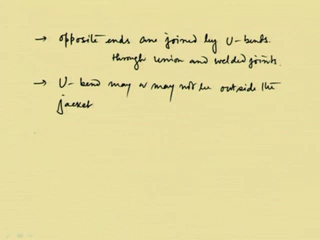 → opposite ends are joined by U-bends
through union and welded joints.
→ U-bend may or may not be outside the
jacket